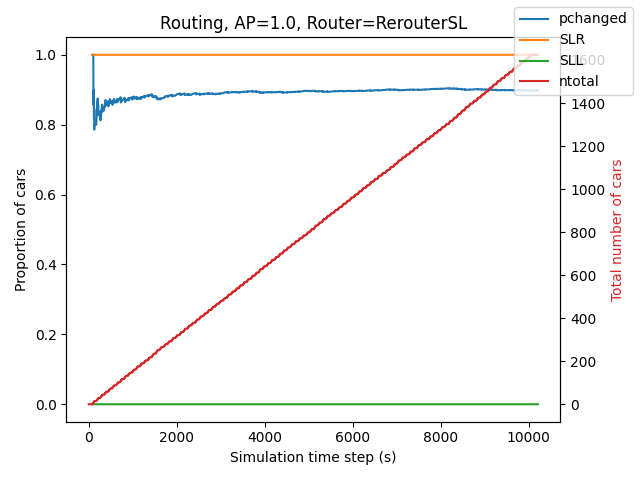 Routing, AP=1.0, Router=RerouterSL
pchanged
SLR
SLL
ntotal
1.0
0.8
0.6
0.4
0.2
0.0
Proportion of cars
1600
1400
1200
1000
800
600
400
200
0
Total number of cars
0
2000
4000
6000
8000
10000
Simulation time step (s)